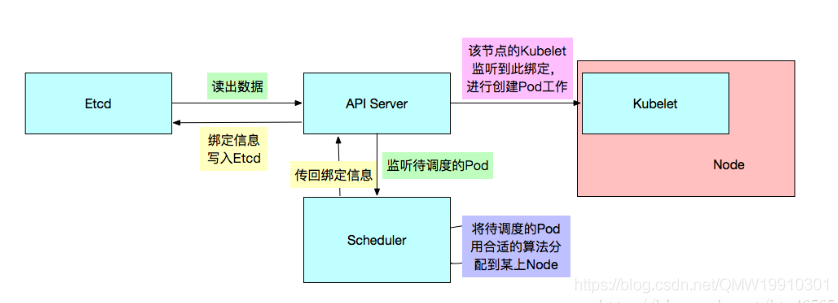 该节点的Kubelet
监听到此绑定,
进行创建Pod工作
读出数据
Etcd
API Server
Kubelet
绑定信息
写入Etcd
监听待调度的Pod
传回绑定信息
Node
Scheduler
将待调度的Pod
用合适的算法分
配到某上Node
https://blog.csdn.net/QMW19910301